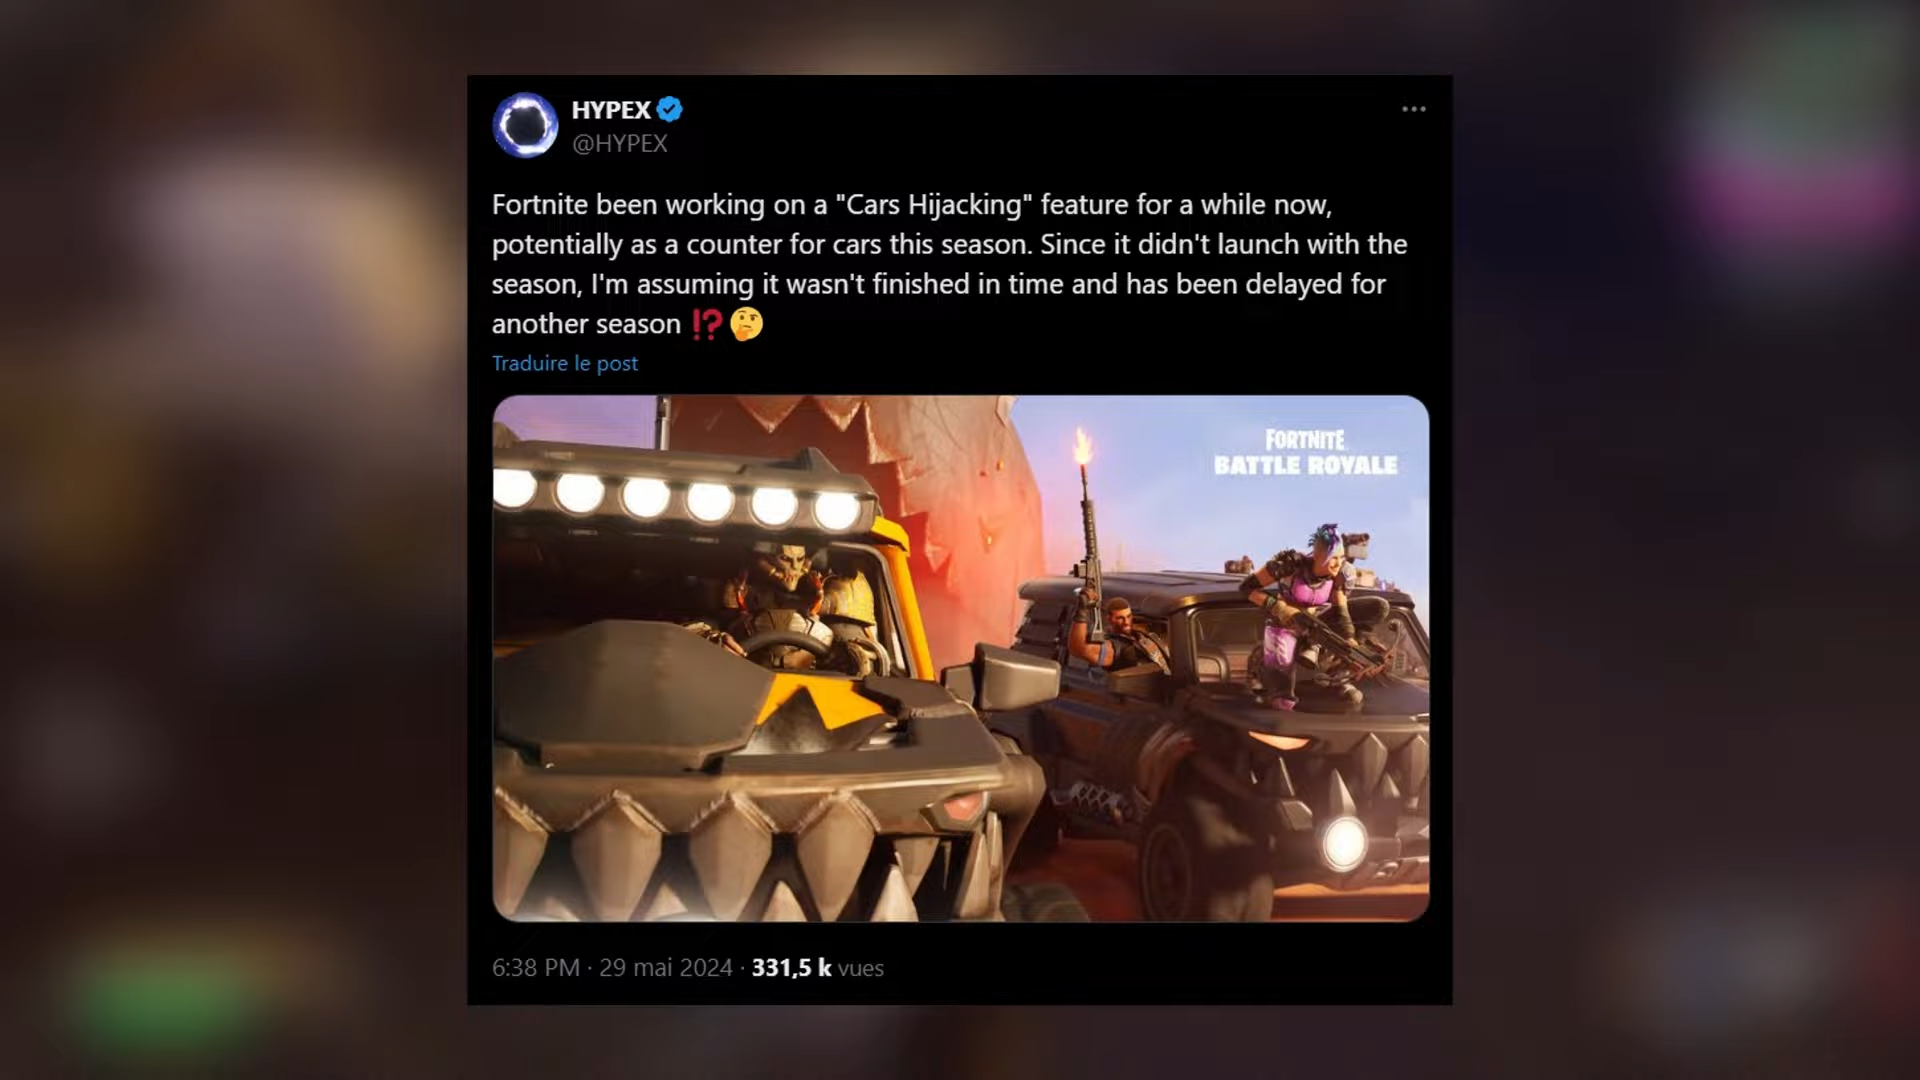 HYPEX
@HYPEX
Fortnite been working on a "Cars Hijacking" feature for a while now,
potentially as a counter for cars this season. Since it didn't launch with the
season, I'm assuming it wasn't finished in time and has been delayed for
another season ⁉️🤔
Traduire le post
FORTNITE
BATTLE ROYALE
6:38 PM · 29 mai 2024 · 331,5 k vues